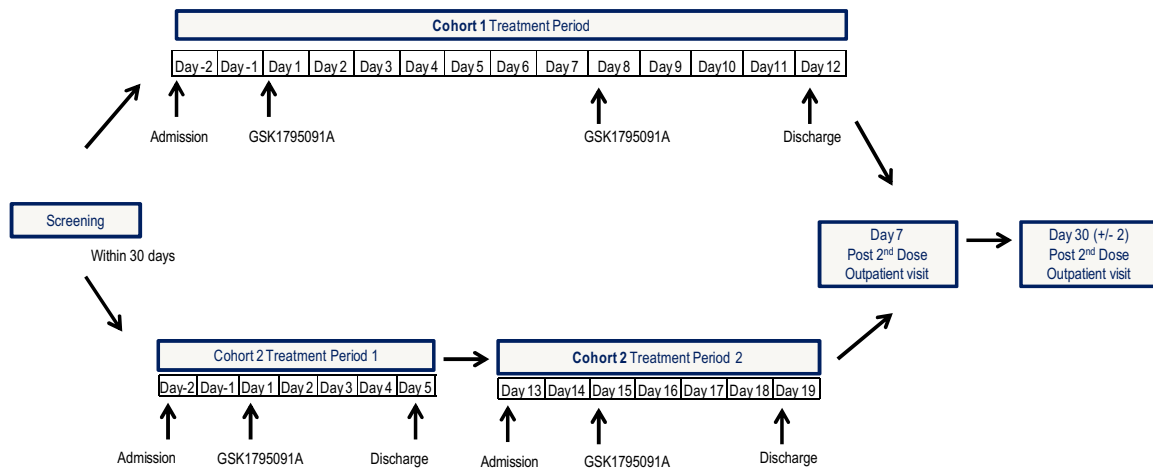 Cohort 1 Treatment Period
Day -2 Day -1 Day 1 Day 2 Day 3 Day 4 Day 5 Day 6 Day 7 Day 8 Day 9 Day10 Day11 Day 12
Admission
GSK1795091A
GSK1795091A
Discharge
Screening
Within 30 days
Day 7
Post 2nd Dose
Outpatient visit
Day 30 (+/- 2)
Post 2nd Dose
Outpatient visit
Cohort 2 Treatment Period 1
Day-2 Day-1 Day 1 Day 2 Day 3 Day 4 Day 5
Admission
GSK1795091A
Discharge
Cohort 2 Treatment Period 2
Day 13 Day14 Day 15 Day 16 Day 17 Day 18 Day 19
Admission
GSK1795091A
Discharge